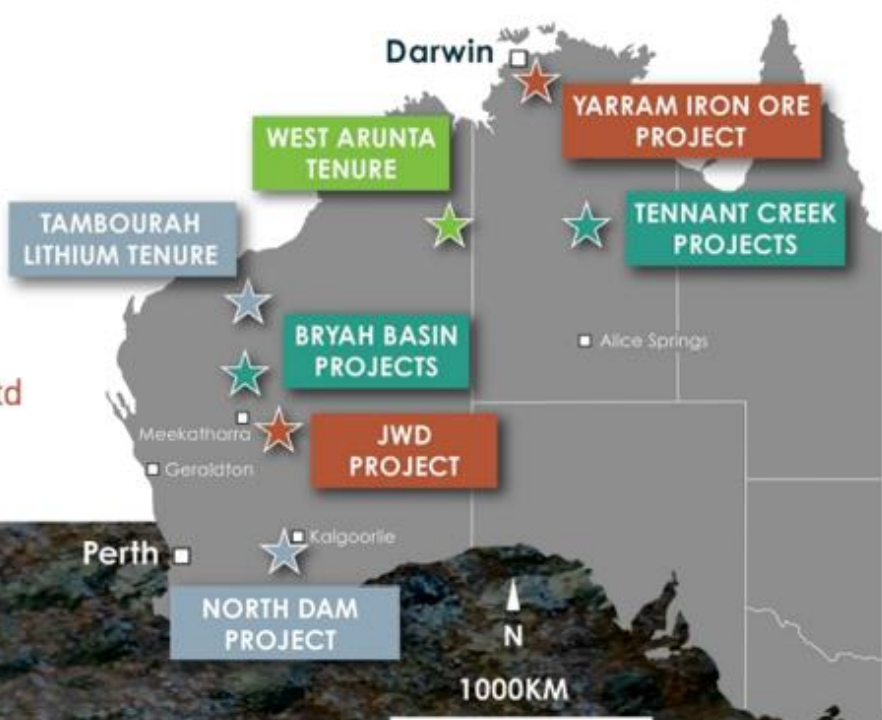 Darwin
YARRAM IRON ORE
PROJECT
WEST ARUNTA
TENURE
TENNANT CREEK
PROJECTS
TAMBOURAH
LITHIUM TENURE
BRYAH BASIN
PROJECTS
Alice Springs
Meekatharra
JWD
PROJECT
Geraldton
Kalgoorlie
Perth
NORTH DAM
PROJECT
N
1000KM